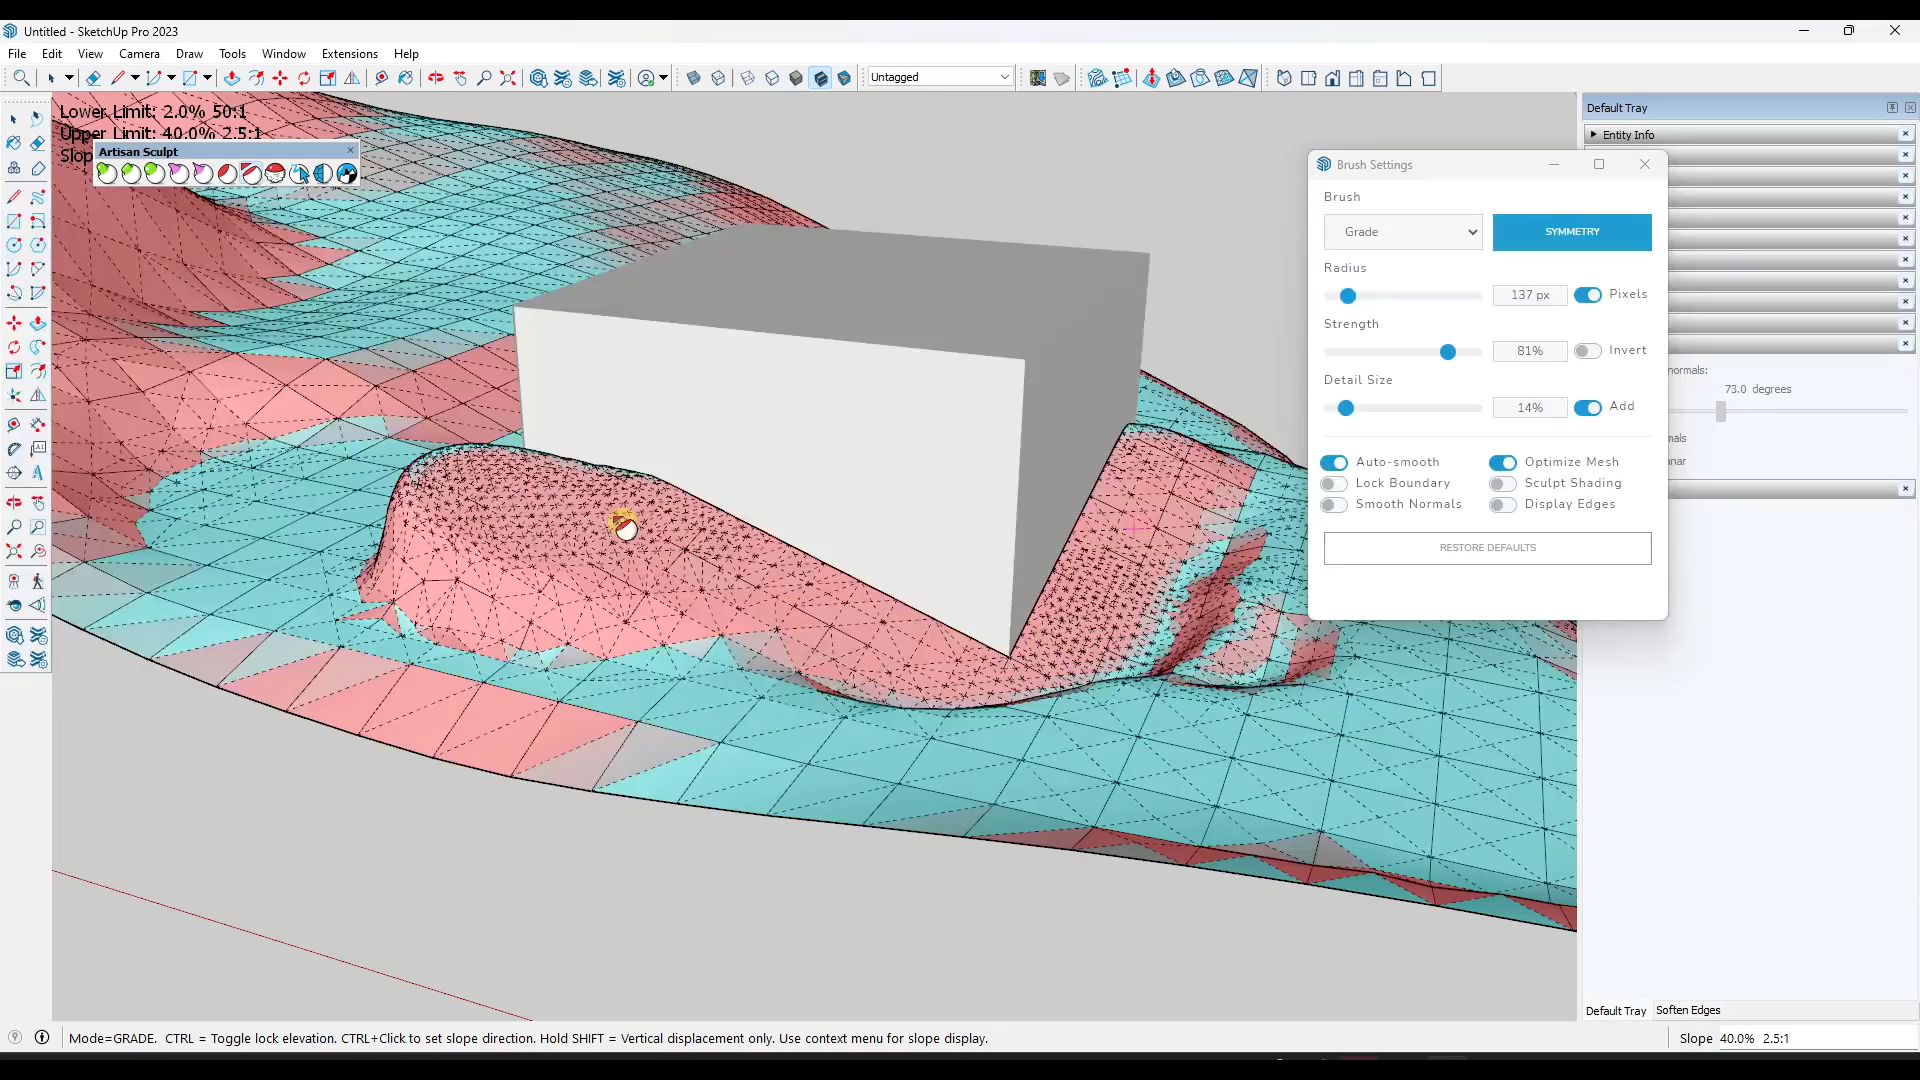 Untitled - SketchUp Pro 2023
File Edit View Camera Draw Tools Window Extensions Help
Untagged
Lower Limit: 2.0% 50:1
Upper Limit: 40.0% 2.5:1
Slop
Artisan Sculpt
Default Tray
Entity Info
Brush Settings
Brush
Grade
SYMMETRY
Radius
137 px
Pixels
Strength
81%
Invert
Detail Size
14%
Add
Auto-smooth
Optimize Mesh
Lock Boundary
Sculpt Shading
Smooth Normals
Display Edges
RESTORE DEFAULTS
normals:
73.0 degrees
mals
anar
Default Tray Soften Edges
Mode=GRADE. CTRL = Toggle lock elevation. CTRL+Click to set slope direction. Hold SHIFT = Vertical displacement only. Use context menu for slope display.
Slope 40.0% 2.5:1